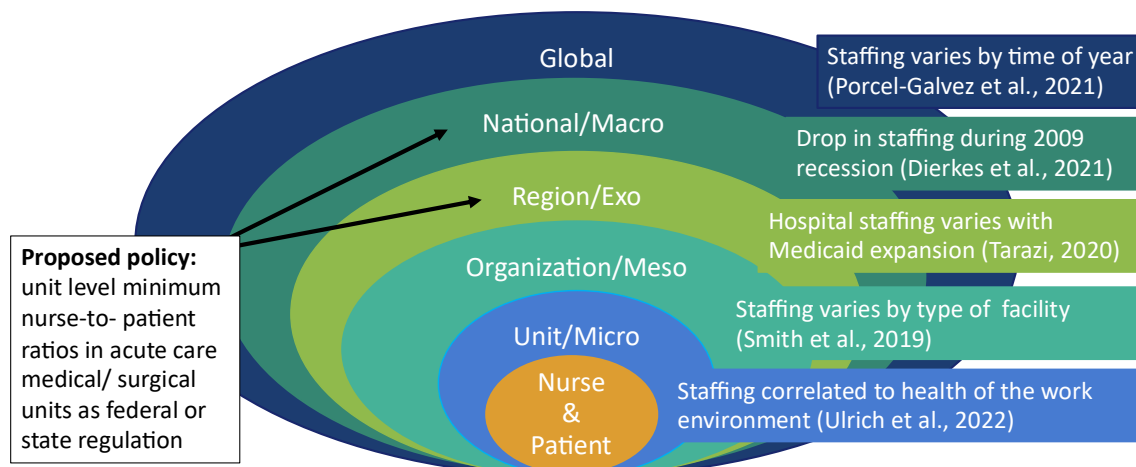 Global
Staffing varies by time of year
(Porcel-Galvez et al., 2021)
National/Macro
Drop in staffing during 2009
recession (Dierkes et al., 2021)
Region/Exo
Hospital staffing varies with
Medicaid expansion (Tarazi, 2020)
Proposed policy:
unit level minimum
nurse-to- patient
ratios in acute care
medical/ surgical
units as federal or
state regulation
Organization/Meso
Staffing varies by type of facility
(Smith et al., 2019)
Unit/Micro
Staffing correlated to health of the work
environment (Ulrich et al., 2022)
Nurse
&
Patient